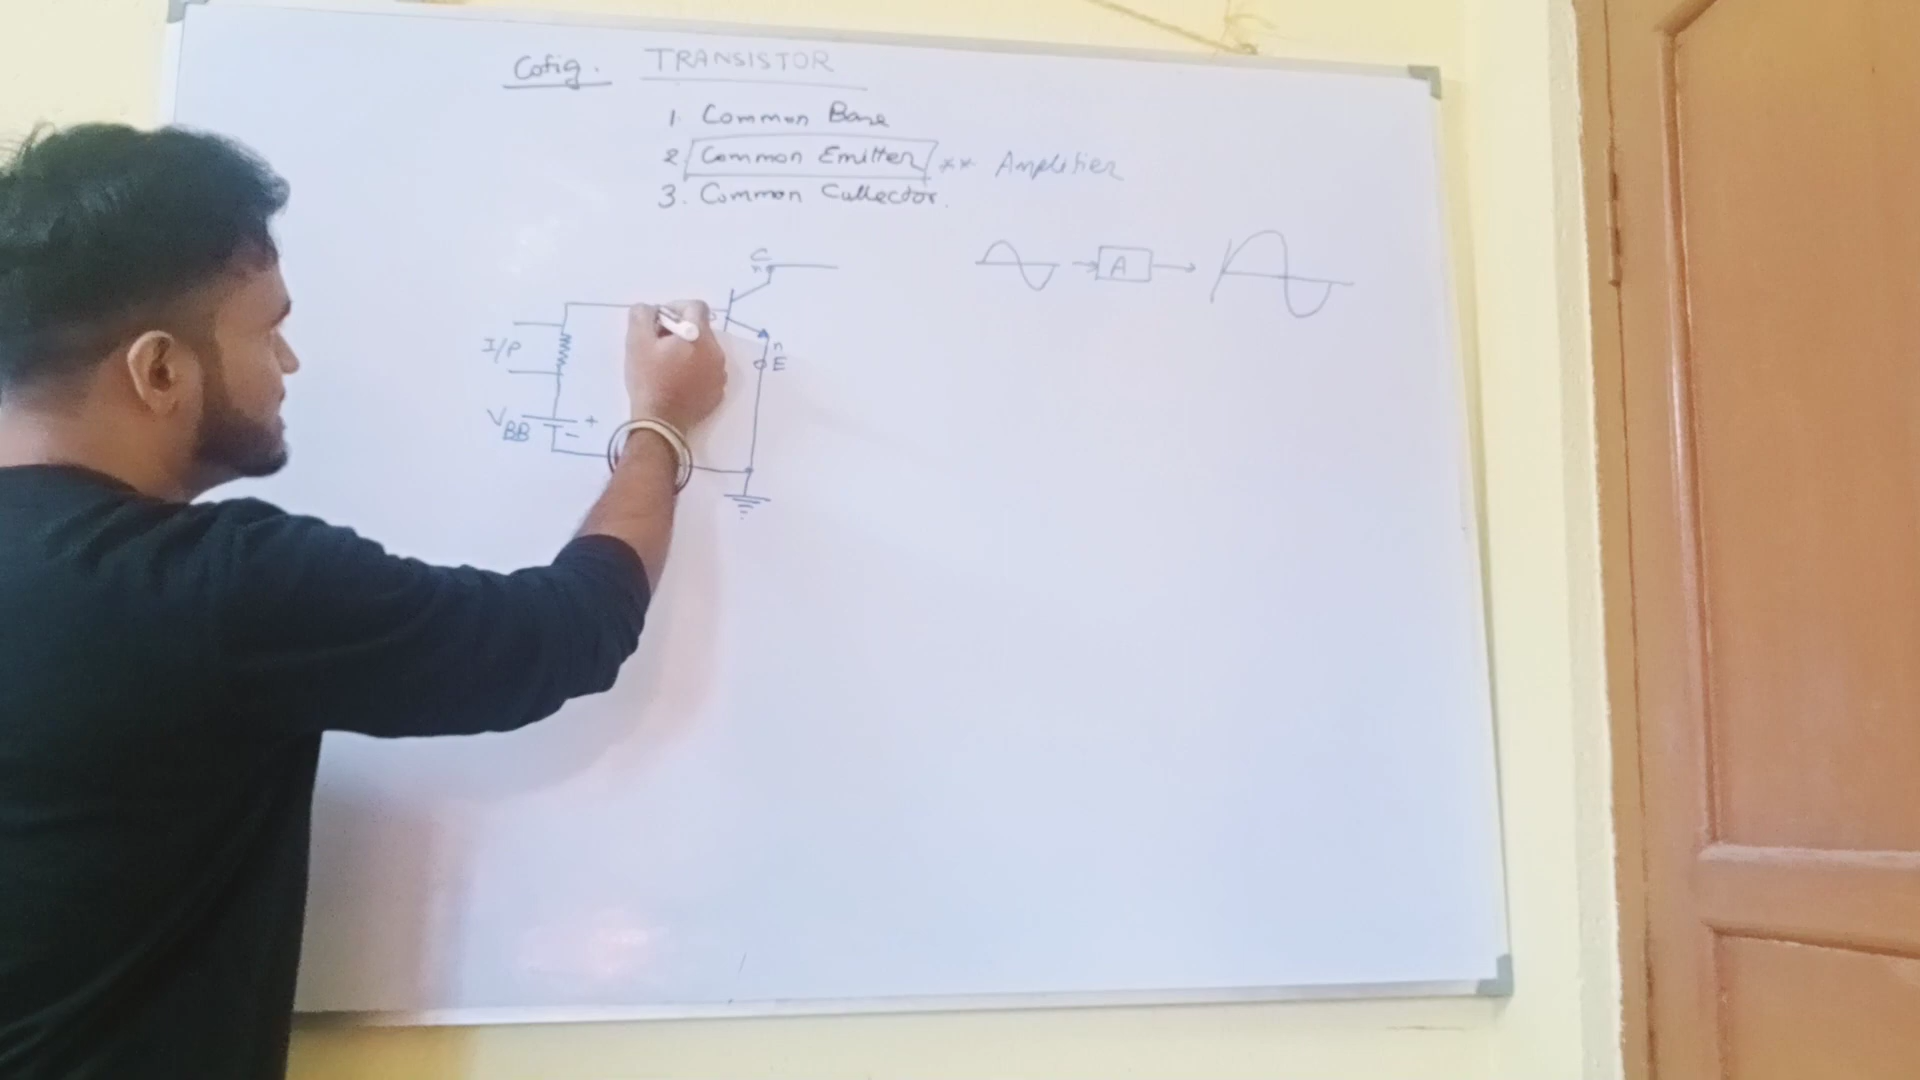 Cofig. TRANSISTOR
1. Common Base
2 Common Emitter ** Amplifier
3. Common Cullector.
C
n
A
I/P
n
E
VBB + -